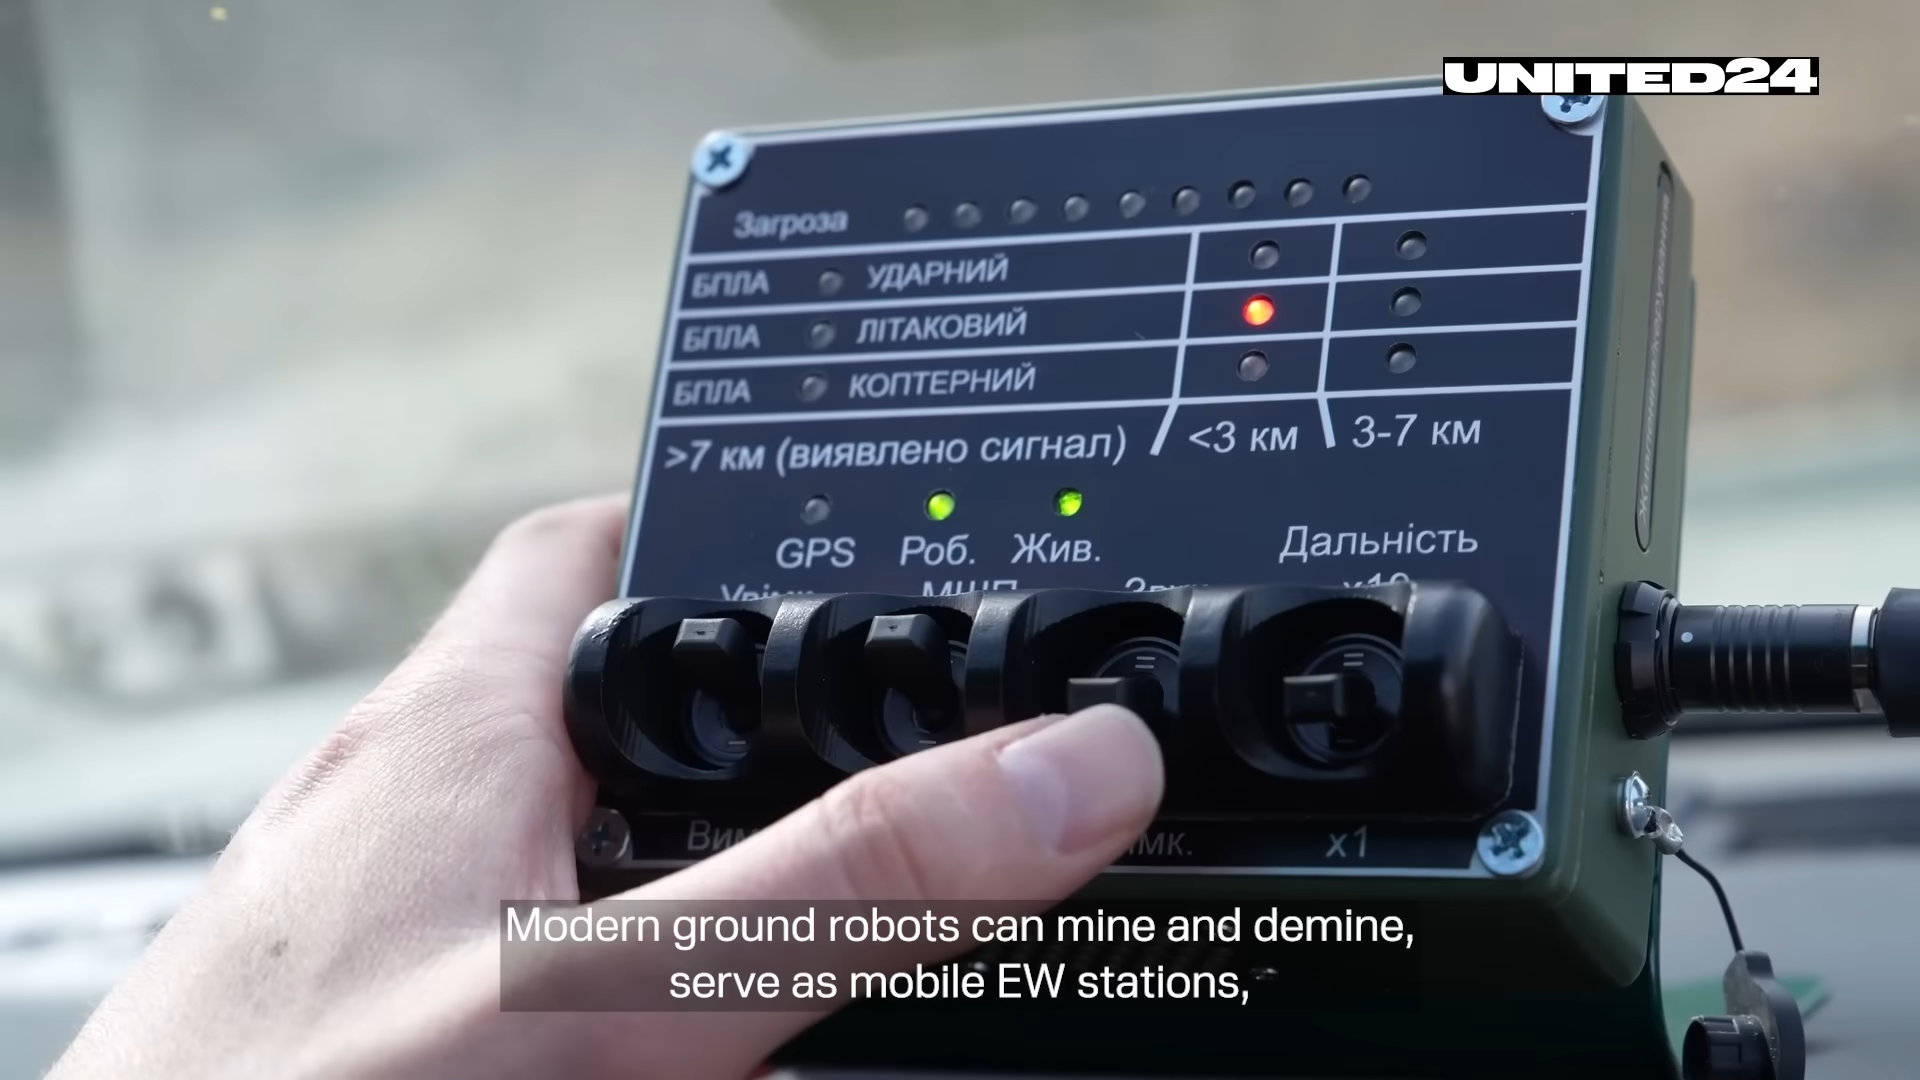 UNITED24
Загроза
БПЛА УДАРНИЙ
БПЛА ЛІТАКОВИЙ
БПЛА КОПТЕРНИЙ
>7 км (виявлено сигнал) <3 км 3-7 км
GPS Роб. Жив. Дальність
x1
Modern ground robots can mine and demine,
serve as mobile EW stations,